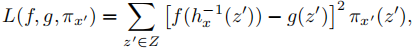 L(f, g, π_{x′}) = ∑_{z′∈Z} [f(h_x^{−1}(z′)) − g(z′)]² π_{x′}(z′),